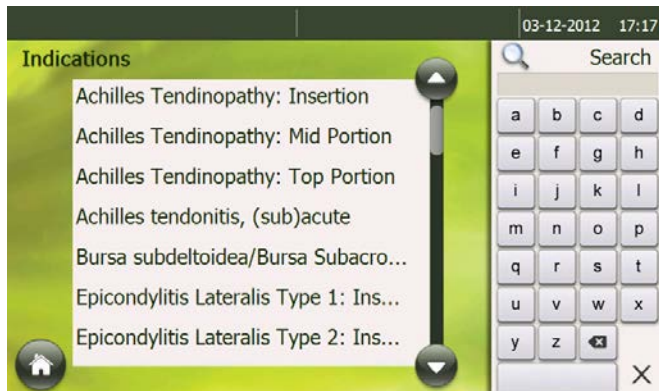 03-12-2012 17:17
Indications
Search
Achilles Tendinopathy: Insertion
Achilles Tendinopathy: Mid Portion
Achilles Tendinopathy: Top Portion
Achilles tendonitis, (sub)acute
Bursa subdeltoidea/Bursa Subacro...
Epicondylitis Lateralis Type 1: Ins...
Epicondylitis Lateralis Type 2: Ins...
a b c d
e f g h
i j k l
m n o p
q r s t
u v w x
y z